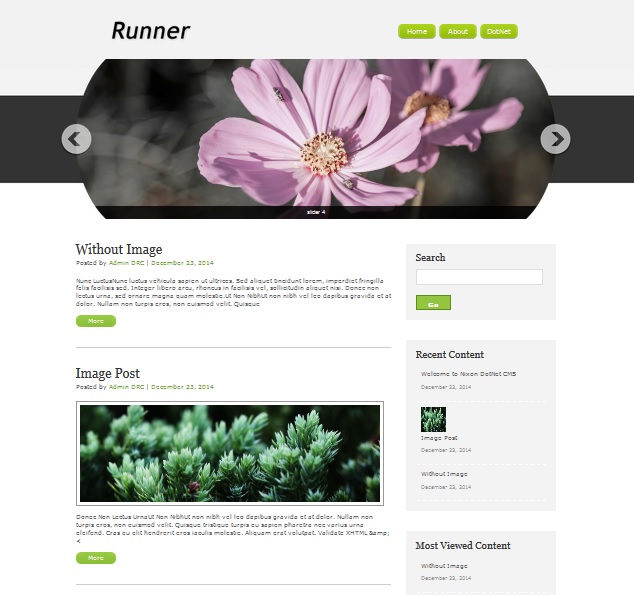 Runner
Home About DotNet
slider 4
Without Image
Posted by Admin DRC | December 23, 2014
Nunc LuctusNunc luctus vehicula sapien ut ultrices. Sed aliquet tincidunt lorem, imperdiet fringilla
felis facilisis sed. Integer libero arcu, rhoncus in facilisis vel, sollicitudin aliquet nisi. Donec non
lectus urna, sed ornare magna quam molestie.Ut Non NibhUt non nibh vel leo dapibus gravida et at
dolor. Nullam non turpis eros, non euismod velit. Quisque
More
Image Post
Posted by Admin DRC | December 23, 2014
Donec Non Lectus UrnaUt Non NibhUt non nibh vel leo dapibus gravida et at dolor. Nullam non
turpis eros, non euismod velit. Quisque tristique turpis eu sapien pharetra nec varius urna
eleifend. Cras eu elit hendrerit eros iaculis molestie. Aliquam erat volutpat. Validate XHTML &amp;
<
More
Search
Go
Recent Content
Welcome to Nixon DotNet CMS
December 23, 2014
Image Post
December 23, 2014
Without Image
December 23, 2014
Most Viewed Content
Without Image
December 23, 2014